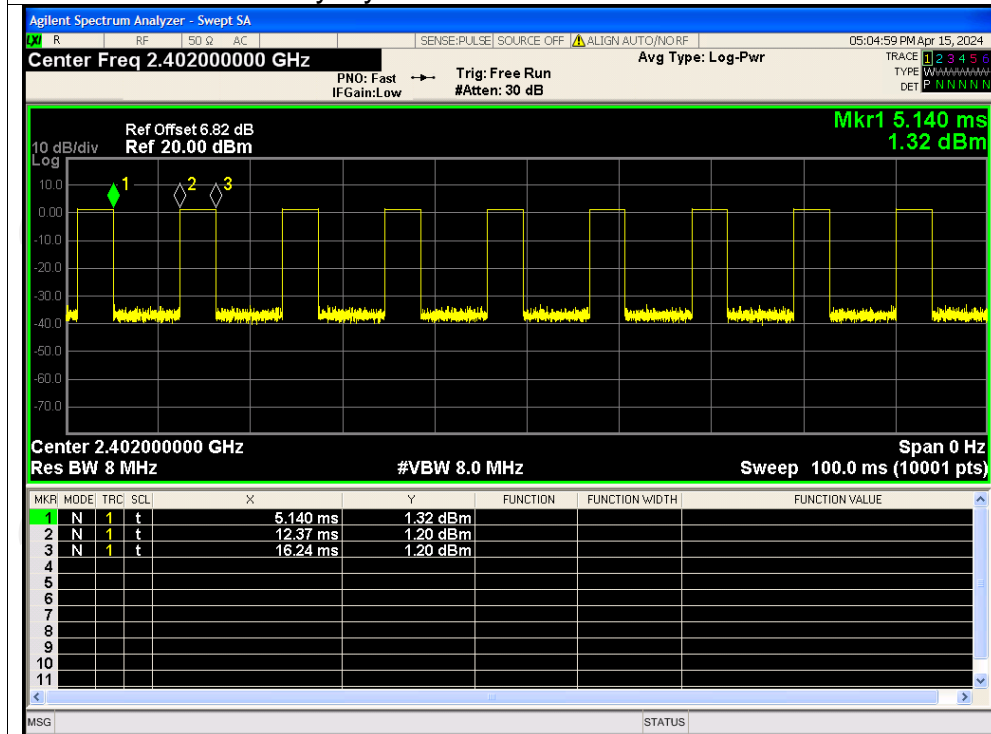 Agilent Spectrum Analyzer - Swept SA
LXI R RF 50 Ω AC SENSE:PULSE SOURCE OFF ALIGN AUTO/NO RF 05:04:59 PM Apr 15, 2024
Center Freq 2.402000000 GHz
PNO: Fast
IFGain:Low
Trig: Free Run
#Atten: 30 dB
Avg Type: Log-Pwr
TRACE 1 2 3 4 5 6
TYPE WWWWWW
DET P N N N N N
Mkr1 5.140 ms
1.32 dBm
Ref Offset 6.82 dB
10 dB/div Ref 20.00 dBm
Log
1 2 3
10.0
0.00
-10.0
-20.0
-30.0
-40.0
-50.0
-60.0
-70.0
Center 2.402000000 GHz Span 0 Hz
Res BW 8 MHz #VBW 8.0 MHz Sweep 100.0 ms (10001 pts)
MKR MODE TRC SCL X Y FUNCTION FUNCTION WIDTH FUNCTION VALUE
1 N 1 t 5.140 ms 1.32 dBm
2 N 1 t 12.37 ms 1.20 dBm
3 N 1 t 16.24 ms 1.20 dBm
4
5
6
7
8
9
10
11
MSG STATUS